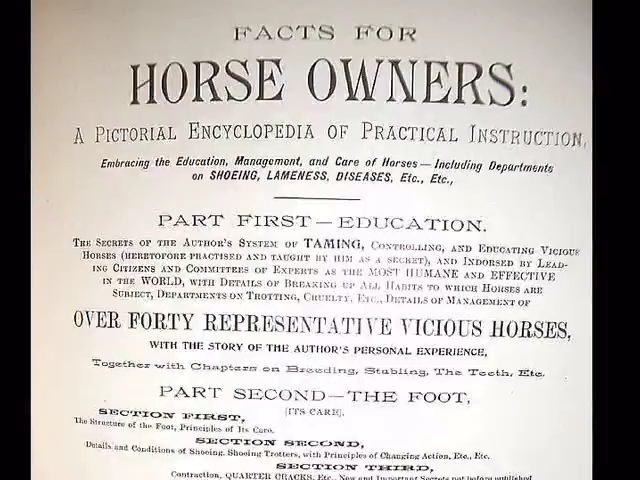 FACTS FOR
HORSE OWNERS:
A PICTORIAL ENCYCLOPEDIA OF PRACTICAL INSTRUCTION,
Embracing the Education, Management, and Care of Horses—Including Departments
on SHOEING, LAMENESS, DISEASES, Etc., Etc.,
PART FIRST—EDUCATION.
THE SECRETS OF THE AUTHOR'S SYSTEM OF TAMING, CONTROLLING, AND EDUCATING VICIOUS
HORSES (HERETOFORE PRACTISED AND TAUGHT BY HIM AS A SECRET), AND INDORSED BY LEAD-
ING CITIZENS AND COMMITTEES OF EXPERTS AS THE MOST HUMANE AND EFFECTIVE
IN THE WORLD, WITH DETAILS OF BREAKING UP ALL HABITS TO WHICH HORSES ARE
SUBJECT, DEPARTMENTS ON TROTTING, CRUELTY, ETC., DETAILS OF MANAGEMENT OF
OVER FORTY REPRESENTATIVE VICIOUS HORSES,
WITH THE STORY OF THE AUTHOR'S PERSONAL EXPERIENCE,
Together with Chapters on Breeding, Stabling, The Teeth, Etc.
PART SECOND—THE FOOT,
[ITS CARE].
SECTION FIRST,
The Structure of the Foot, Principles of Its Care.
SECTION SECOND,
Details and Conditions of Shoeing, Shoeing Trotters, with Principles of Changing Action, Etc., Etc.
SECTION THIRD,
Contraction, QUARTER CRACKS, Etc., New and Important Secrets not before published